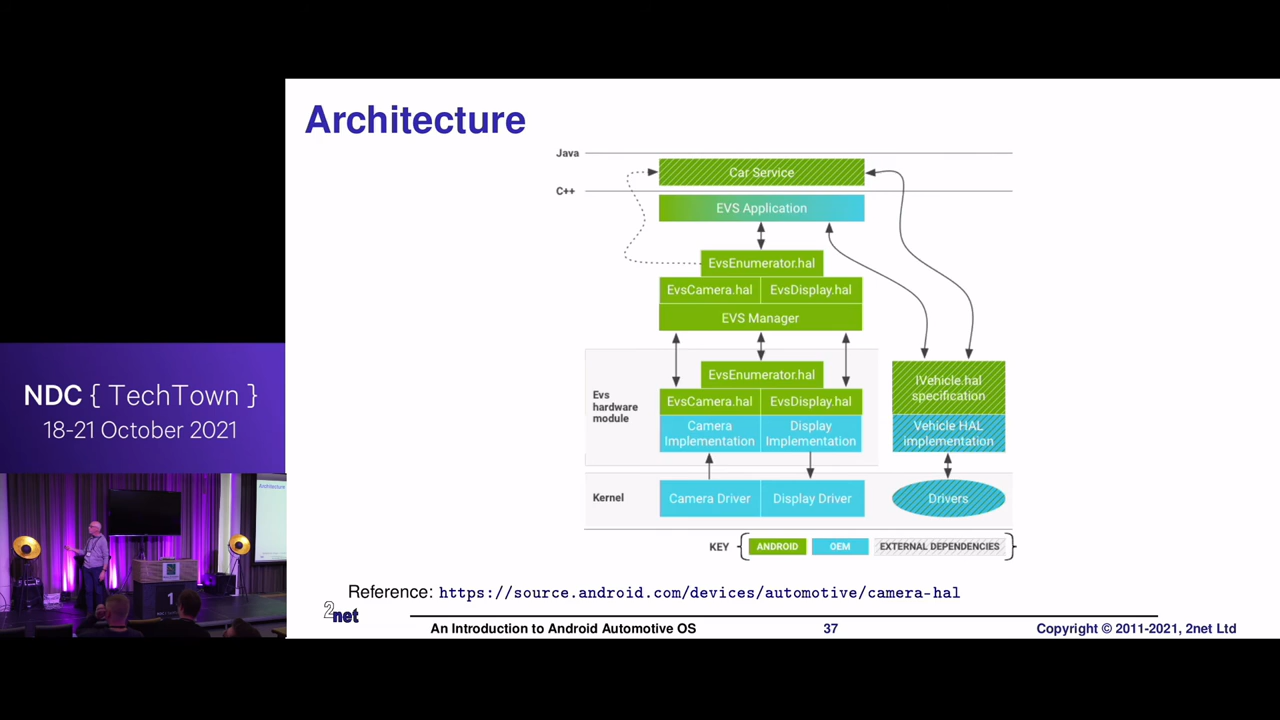 Architecture
Java
Car Service
C++
EVS Application
EvsEnumerator.hal
EvsCamera.hal
EvsDisplay.hal
EVS Manager
Evs
hardware
module
EvsEnumerator.hal
EvsCamera.hal
EvsDisplay.hal
Camera
Implementation
Display
Implementation
IVehicle.hal
specification
Vehicle HAL
implementation
Kernel
Camera Driver
Display Driver
Drivers
KEY
ANDROID
OEM
EXTERNAL DEPENDENCIES
Reference: https://source.android.com/devices/automotive/camera-hal
2net
An Introduction to Android Automotive OS
37
Copyright © 2011-2021, 2net Ltd
NDC { TechTown }
18-21 October 2021
Architecture
1